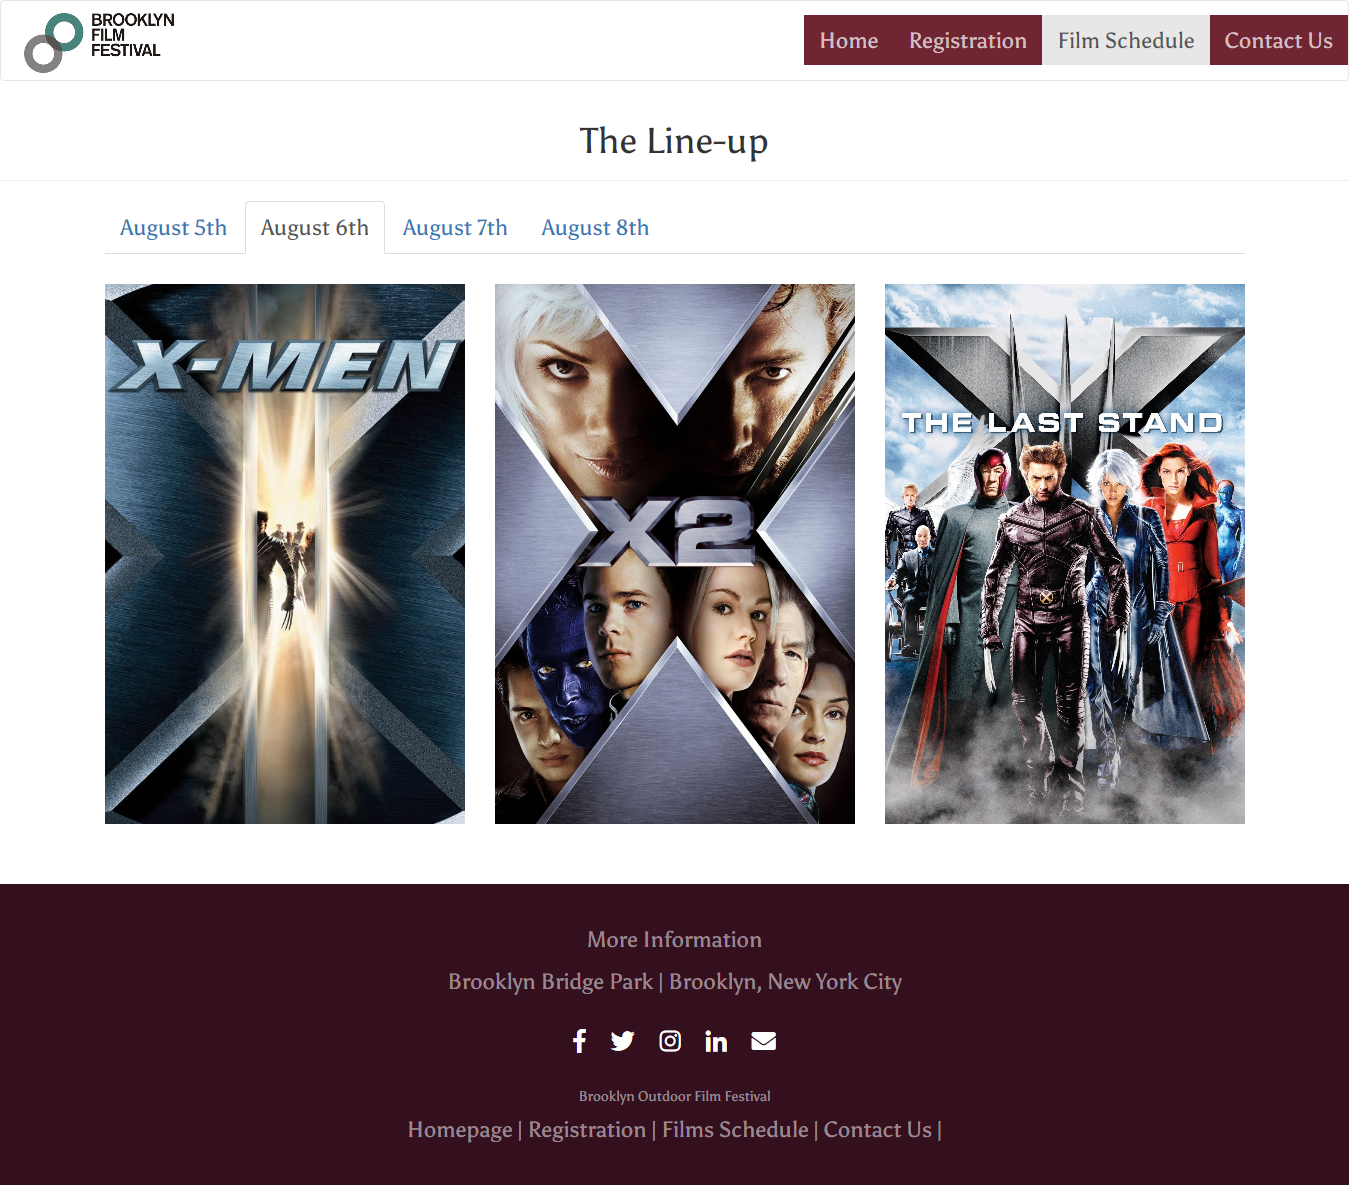 BROOKLYN
FILM
FESTIVAL
Home Registration Film Schedule Contact Us
The Line-up
August 5th August 6th August 7th August 8th
X-MEN
X2
THE LAST STAND
More Information
Brooklyn Bridge Park | Brooklyn, New York City
Brooklyn Outdoor Film Festival
Homepage | Registration | Films Schedule | Contact Us |